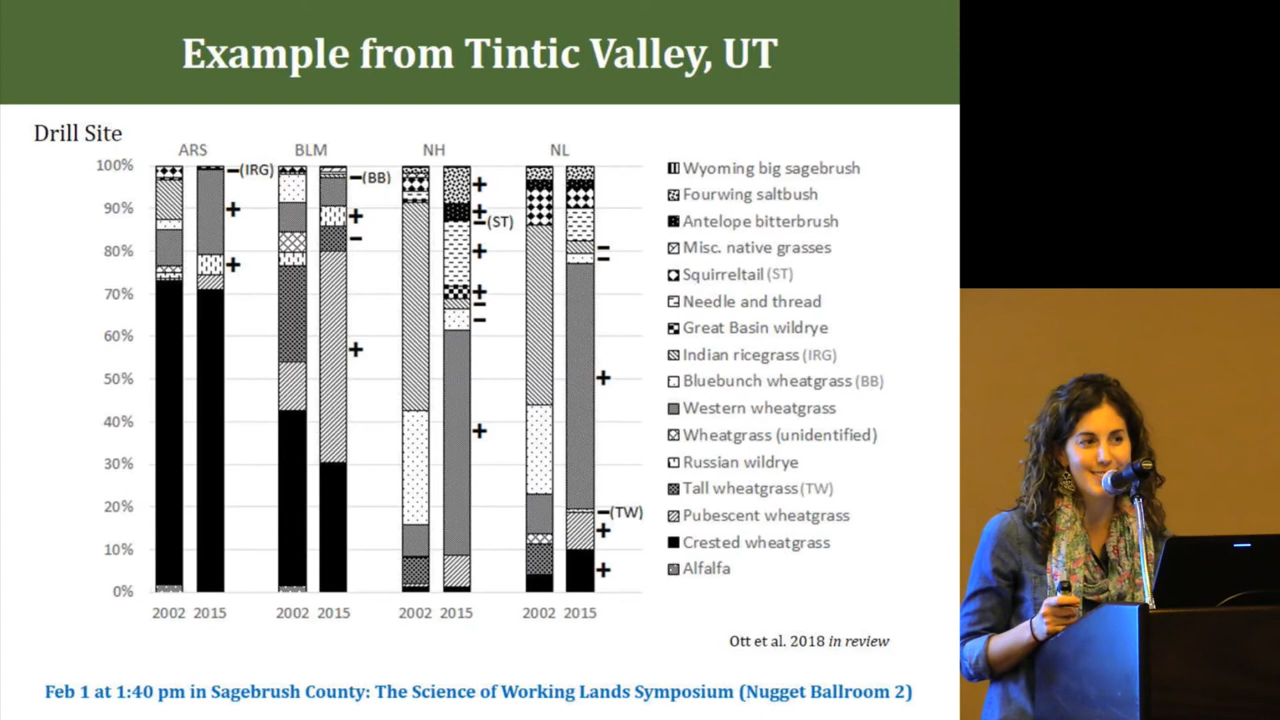 Example from Tintic Valley, UT
Drill Site
ARS BLM NH NL
100%
90%
80%
70%
60%
50%
40%
30%
20%
10%
0%
−(IRG)
+
+
−(BB)
+
−
+
+
+
−(ST)
+
+
−
−
+
−
−
+
−(TW)
+
+
2002 2015 2002 2015 2002 2015 2002 2015
Wyoming big sagebrush
Fourwing saltbush
Antelope bitterbrush
Misc. native grasses
Squirreltail (ST)
Needle and thread
Great Basin wildrye
Indian ricegrass (IRG)
Bluebunch wheatgrass (BB)
Western wheatgrass
Wheatgrass (unidentified)
Russian wildrye
Tall wheatgrass (TW)
Pubescent wheatgrass
Crested wheatgrass
Alfalfa
Ott et al. 2018 in review
Feb 1 at 1:40 pm in Sagebrush County: The Science of Working Lands Symposium (Nugget Ballroom 2)